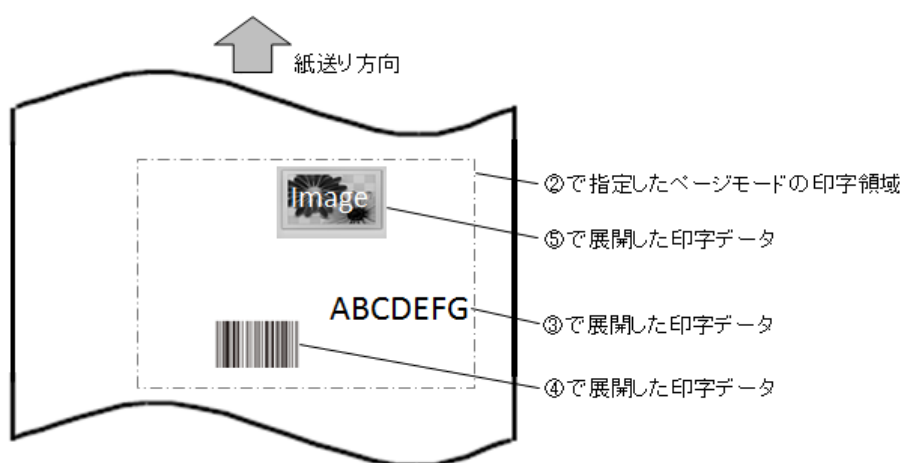 紙送り方向
②で指定したページモードの印字領域
Image
⑤で展開した印字データ
ABCDEFG
③で展開した印字データ
④で展開した印字データ